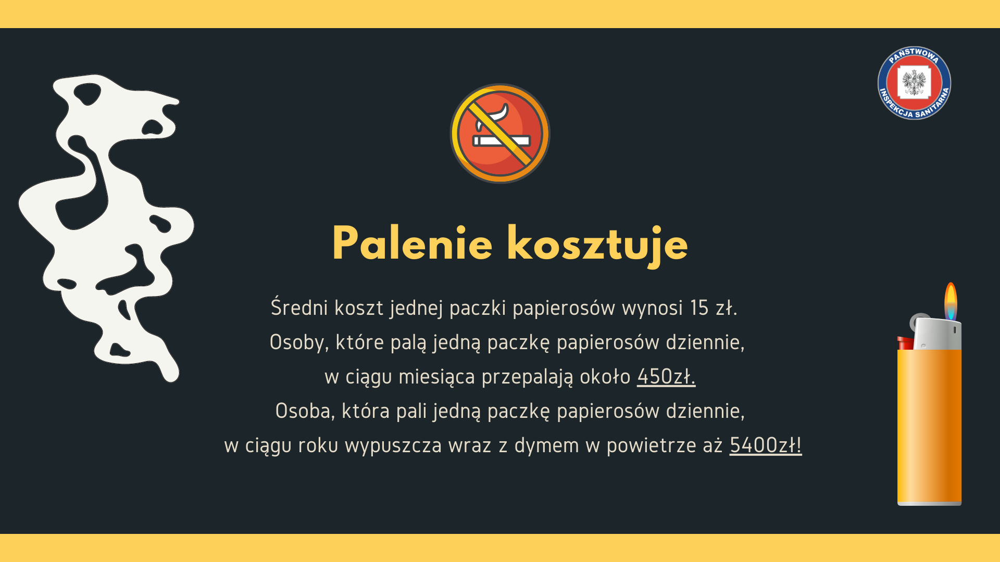 PAŃSTWOWA
INSPEKCJA SANITARNA
Palenie kosztuje
Średni koszt jednej paczki papierosów wynosi 15 zł.
Osoby, które palą jedną paczkę papierosów dziennie,
w ciągu miesiąca przepalają około 450zł.
Osoba, która pali jedną paczkę papierosów dziennie,
w ciągu roku wypuszcza wraz z dymem w powietrze aż 5400zł!